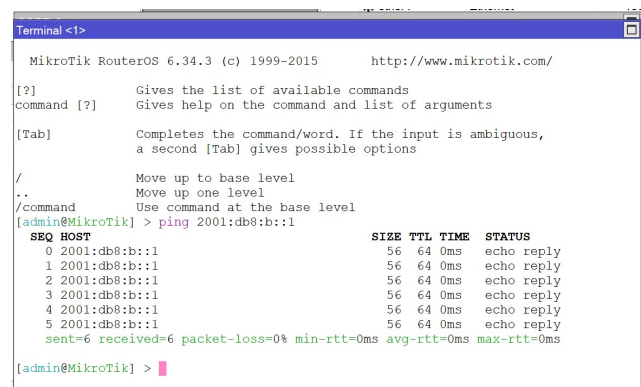 Terminal <1>
MikroTik RouterOS 6.34.3 (c) 1999-2015       http://www.mikrotik.com/
[?]             Gives the list of available commands
command [?]     Gives help on the command and list of arguments
[Tab]           Completes the command/word. If the input is ambiguous,
a second [Tab] gives possible options
/               Move up to base level
..              Move up one level
/command        Use command at the base level
[admin@MikroTik] > ping 2001:db8:b::1
SEQ HOST                                     SIZE TTL TIME  STATUS
0 2001:db8:b::1                              56  64 0ms   echo reply
1 2001:db8:b::1                              56  64 0ms   echo reply
2 2001:db8:b::1                              56  64 0ms   echo reply
3 2001:db8:b::1                              56  64 0ms   echo reply
4 2001:db8:b::1                              56  64 0ms   echo reply
5 2001:db8:b::1                              56  64 0ms   echo reply
sent=6 received=6 packet-loss=0% min-rtt=0ms avg-rtt=0ms max-rtt=0ms
[admin@MikroTik] >